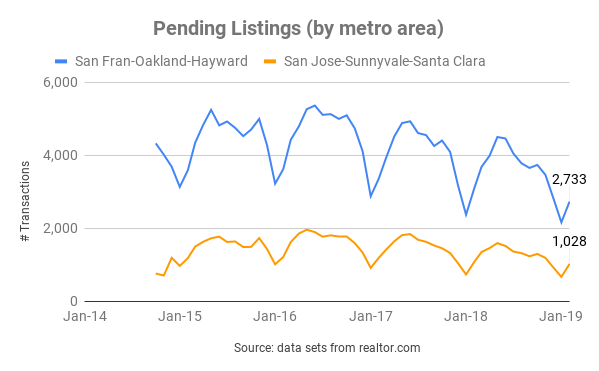 Pending Listings (by metro area)
San Fran-Oakland-Hayward San Jose-Sunnyvale-Santa Clara
6,000
4,000
2,000
0
# Transactions
2,733
1,028
Jan-14 Jan-15 Jan-16 Jan-17 Jan-18 Jan-19
Source: data sets from realtor.com